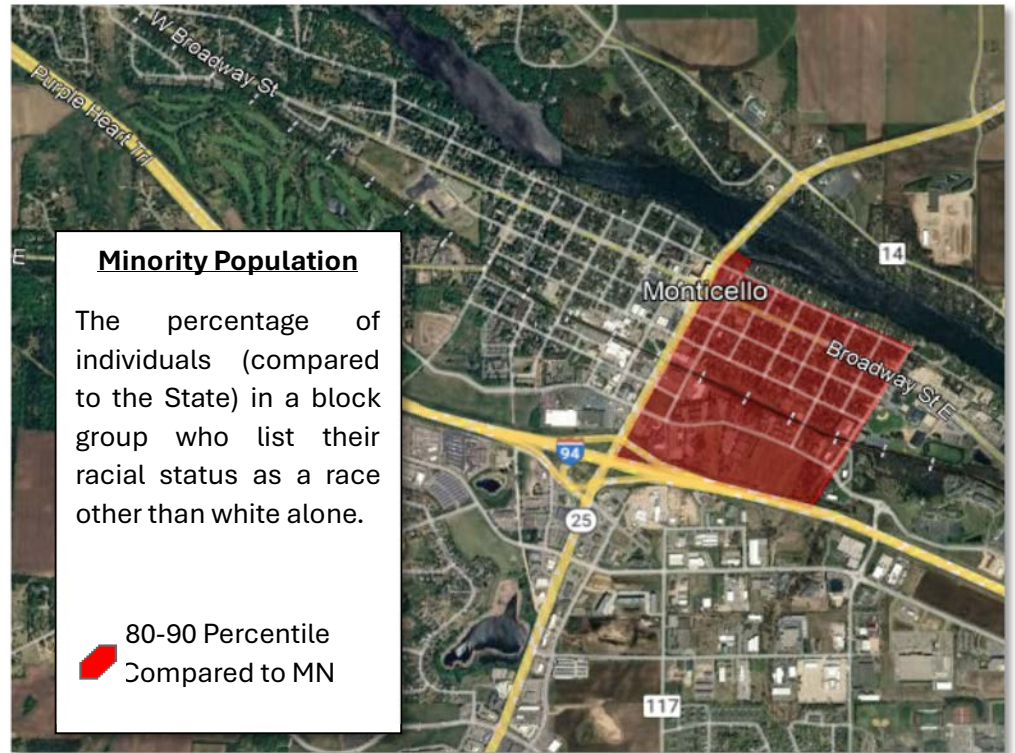 W Broadway St
Purple Heart Trl
E
14
Monticello
Broadway St E
94
25
117
Minority Population
The percentage of
individuals (compared
to the State) in a block
group who list their
racial status as a race
other than white alone.
80-90 Percentile
Compared to MN